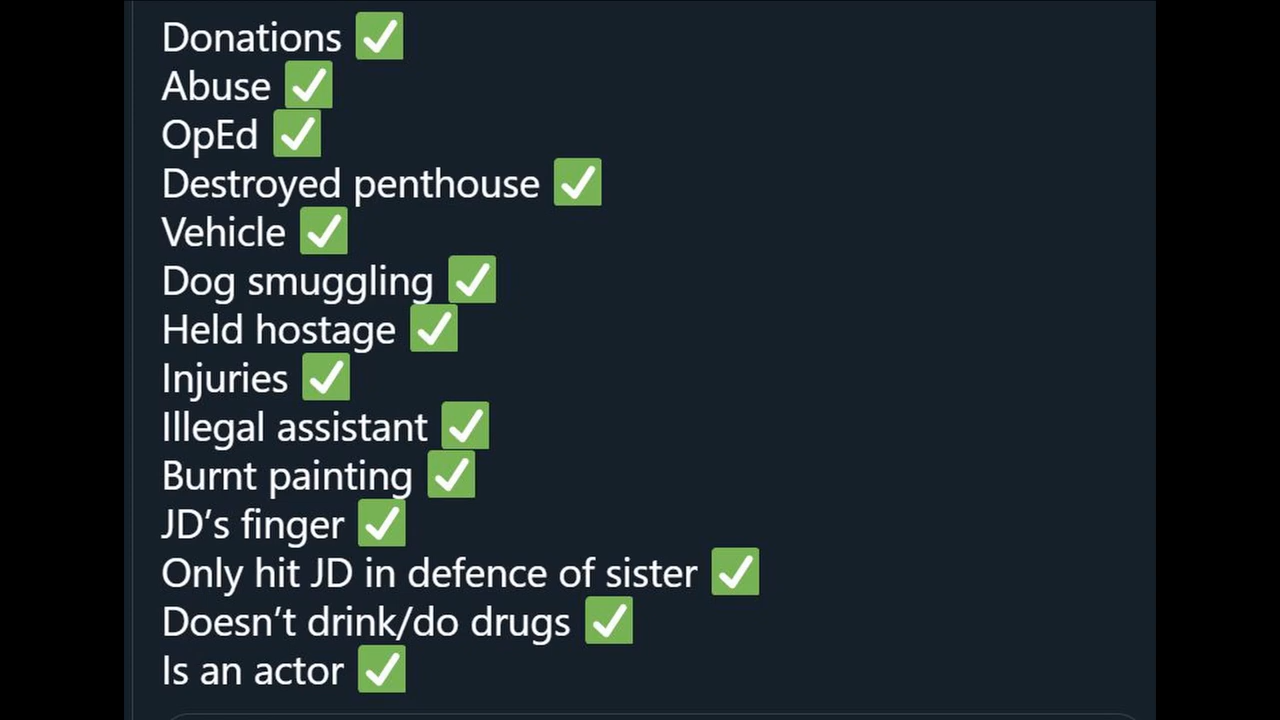 Donations ✅
Abuse ✅
OpEd ✅
Destroyed penthouse ✅
Vehicle ✅
Dog smuggling ✅
Held hostage ✅
Injuries ✅
Illegal assistant ✅
Burnt painting ✅
JD’s finger ✅
Only hit JD in defence of sister ✅
Doesn’t drink/do drugs ✅
Is an actor ✅